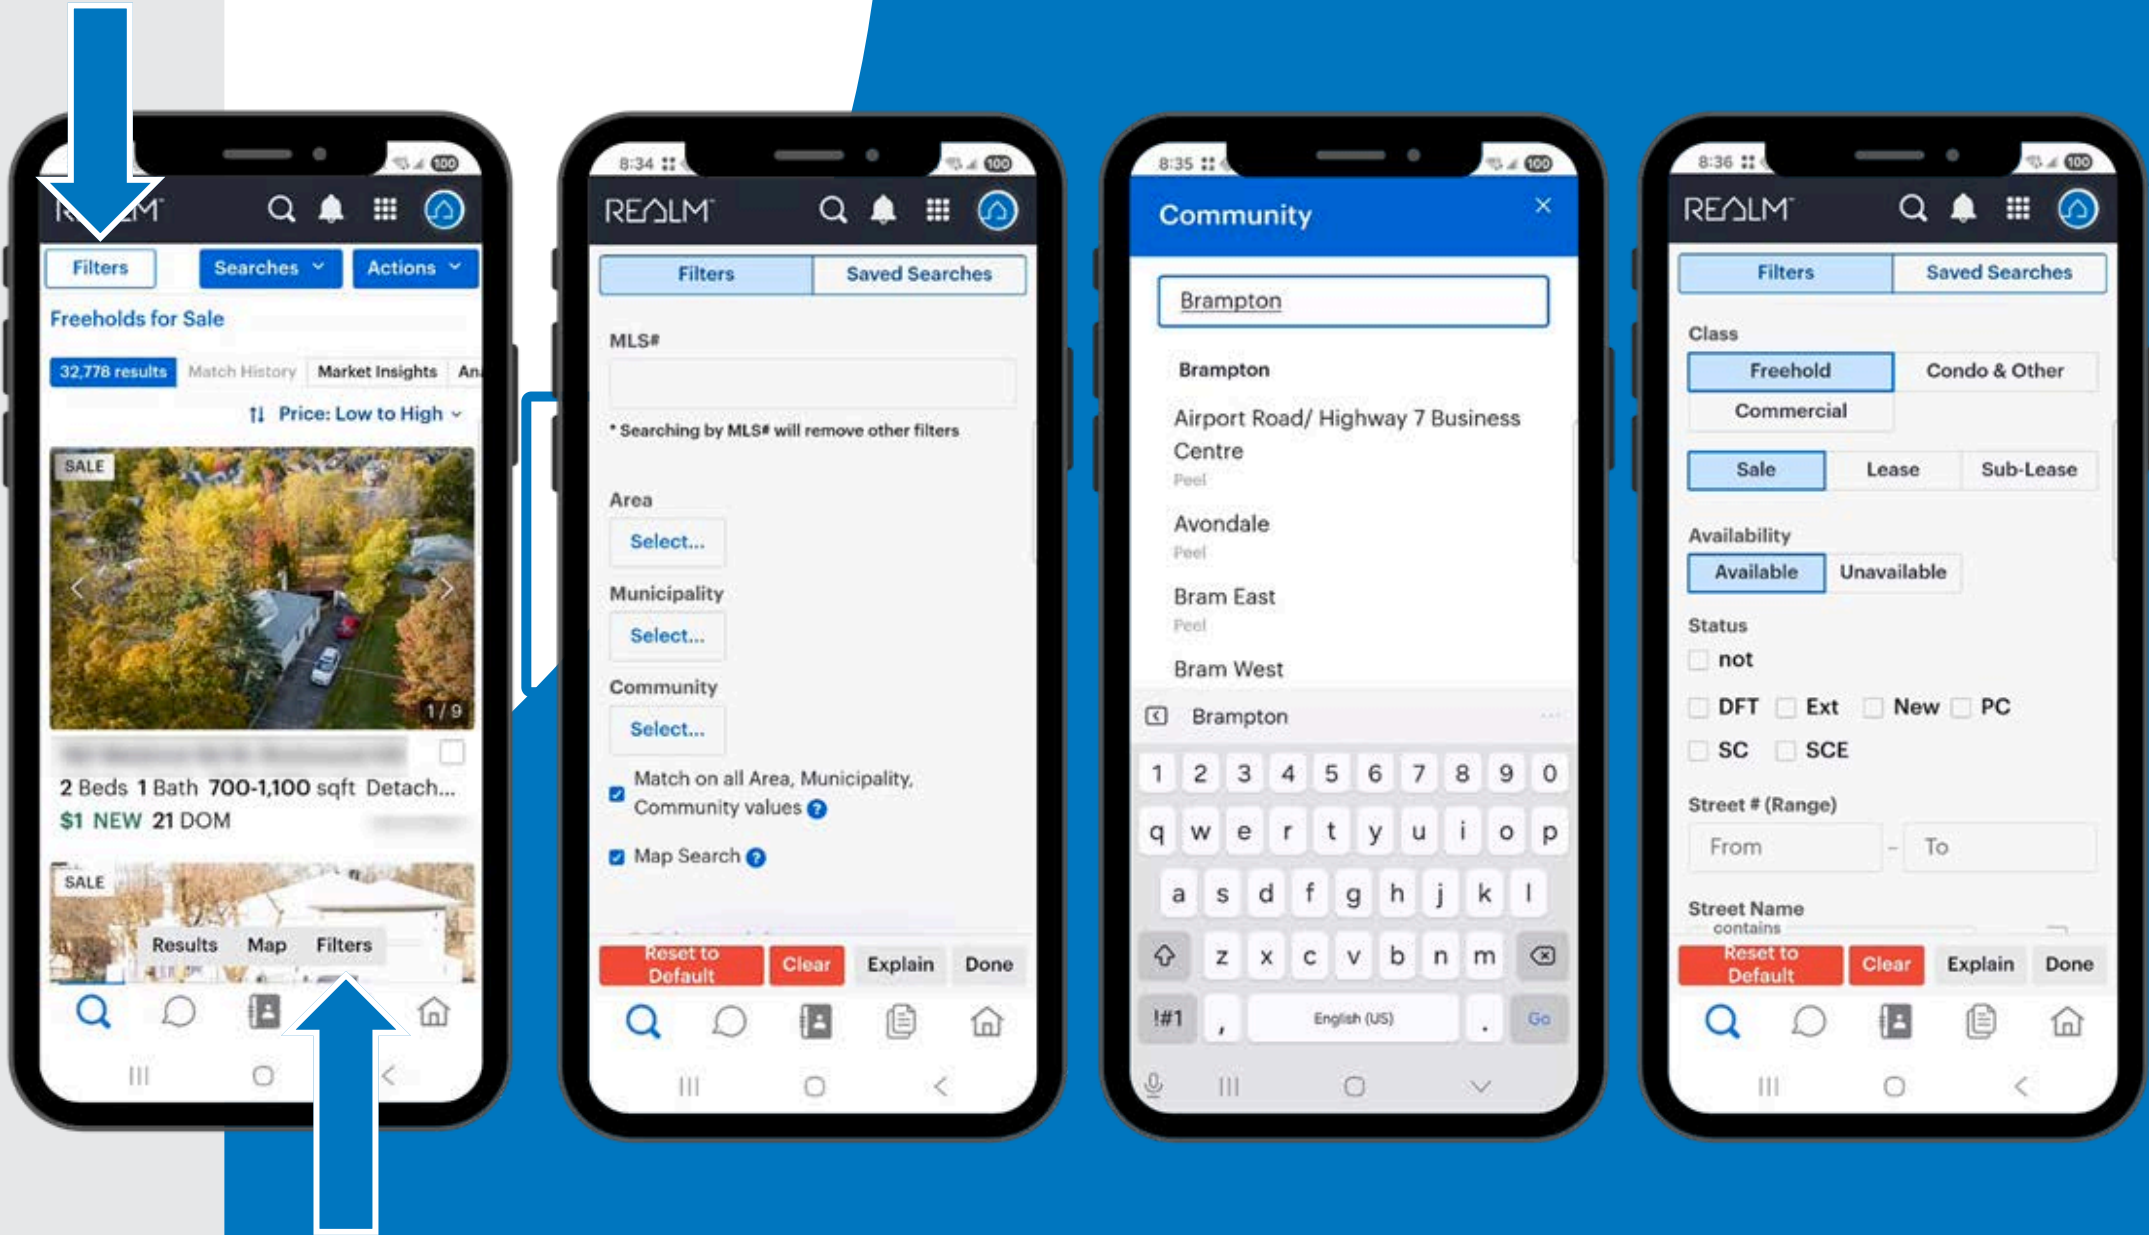 100
REALM
Filters
Searches
Actions
Freeholds for Sale
32,778 results
Match History
Market Insights
An
Price: Low to High
SALE
1/9
2 Beds 1 Bath 700-1,100 sqft Detach...
$1 NEW 21 DOM
SALE
Results
Map
Filters
8:34
100
REALM
Filters
Saved Searches
MLS#
* Searching by MLS# will remove other filters
Area
Select...
Municipality
Select...
Community
Select...
Match on all Area, Municipality,
Community values ?
Map Search ?
Reset to
Default
Clear
Explain
Done
8:35
100
Community
Brampton
Brampton
Airport Road/ Highway 7 Business
Centre
Peel
Avondale
Peel
Bram East
Peel
Bram West
Brampton
1 2 3 4 5 6 7 8 9 0
q w e r t y u i o p
a s d f g h j k l
z x c v b n m
!#1 , English (US) . Go
8:36
100
REALM
Filters
Saved Searches
Class
Freehold
Condo & Other
Commercial
Sale
Lease
Sub-Lease
Availability
Available
Unavailable
Status
not
DFT Ext New PC
SC SCE
Street # (Range)
From - To
Street Name
contains
Reset to
Default
Clear
Explain
Done